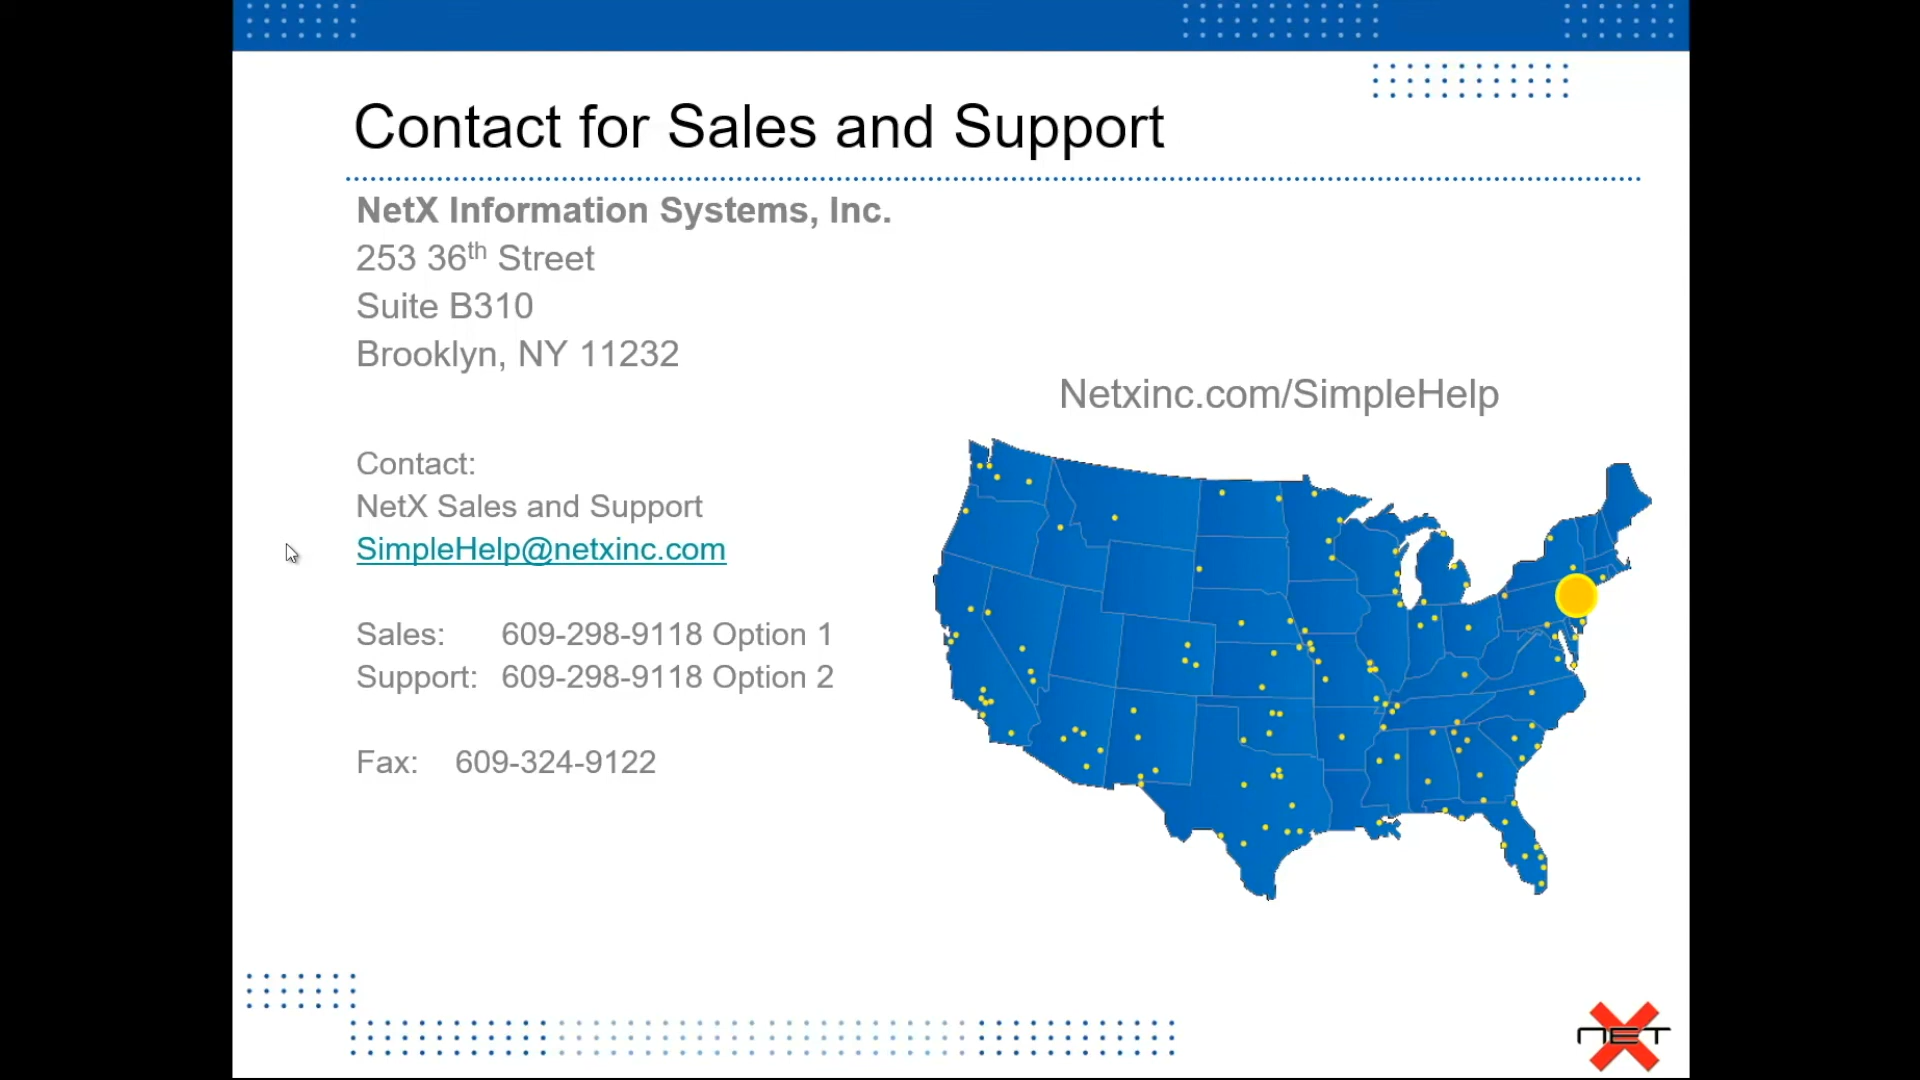 Contact for Sales and Support
NetX Information Systems, Inc.
253 36th Street
Suite B310
Brooklyn, NY 11232
Netxinc.com/SimpleHelp
Contact:
NetX Sales and Support
SimpleHelp@netxinc.com
Sales: 609-298-9118 Option 1
Support: 609-298-9118 Option 2
Fax: 609-324-9122
NET X